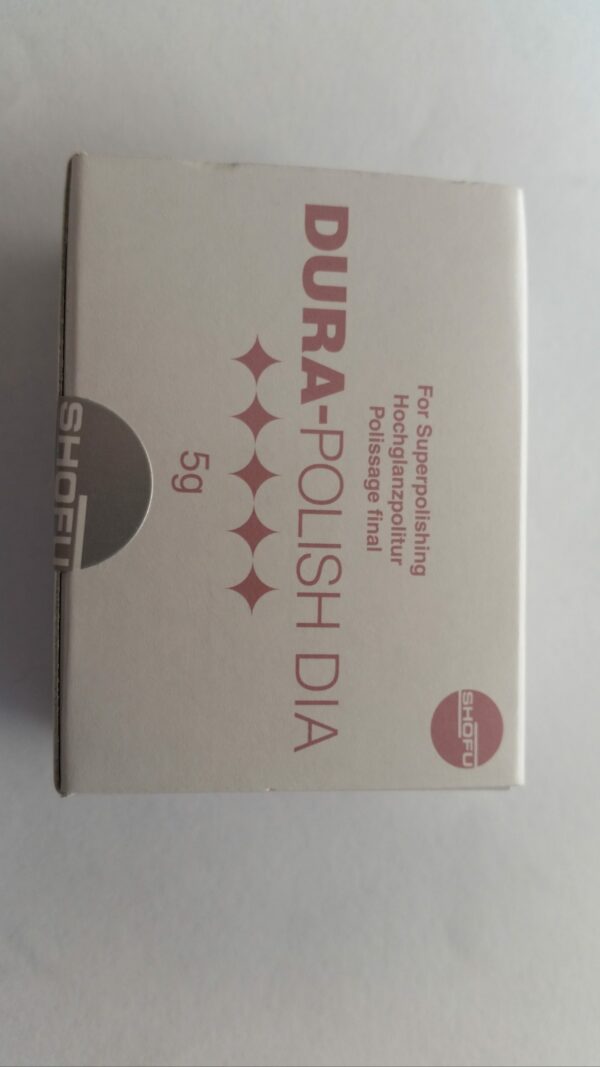 SHOFU
For Superpolishing
Hochglanzpolitur
Polissage final
DURA-POLISH DIA
5g
SHOFU